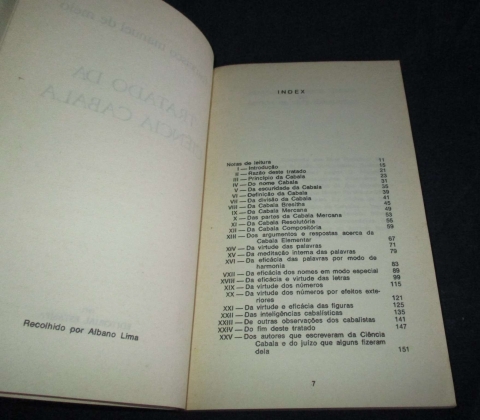 Recolhido por Albano Lima
INDEX
Notas de leitura 11
I — Introdução 15
II — Razão deste tratado 21
III — Princípio da Cabala 23
IV — Do nome Cabala 31
V — Da escuridade da Cabala 35
VI — Definição da Cabala 39
VII — Da divisão da Cabala 41
VIII — Da Cabala Bresitha 45
IX — Da Cabala Mercana 49
X — Das partes da Cabala Mercana 53
XI — Da Cabala Resolutória 56
XII — Da Cabala Compositória 59
XIII — Dos argumentos e respostas acerca da
Cabala Elementar 67
XIV — Da virtude das palavras 71
XV — Da meditação interna das palavras 79
XVI — Da eficácia das palavras por modo de
harmonia 83
XVII — Da eficácia dos nomes em modo especial 89
XVIII — Da eficácia e virtude das letras 99
XIX — Da virtude dos números 115
XX — Da virtude dos números por efeitos exte-
riores 121
XXI — Da virtude e eficácia das figuras 125
XXII — Das inteligências cabalísticas 135
XXIII — De outras observações dos cabalistas 141
XXIV — Do fim deste tratado 147
XXV — Dos autores que escreveram da Ciência
Cabala e do juízo que alguns fizeram
dela 151
7